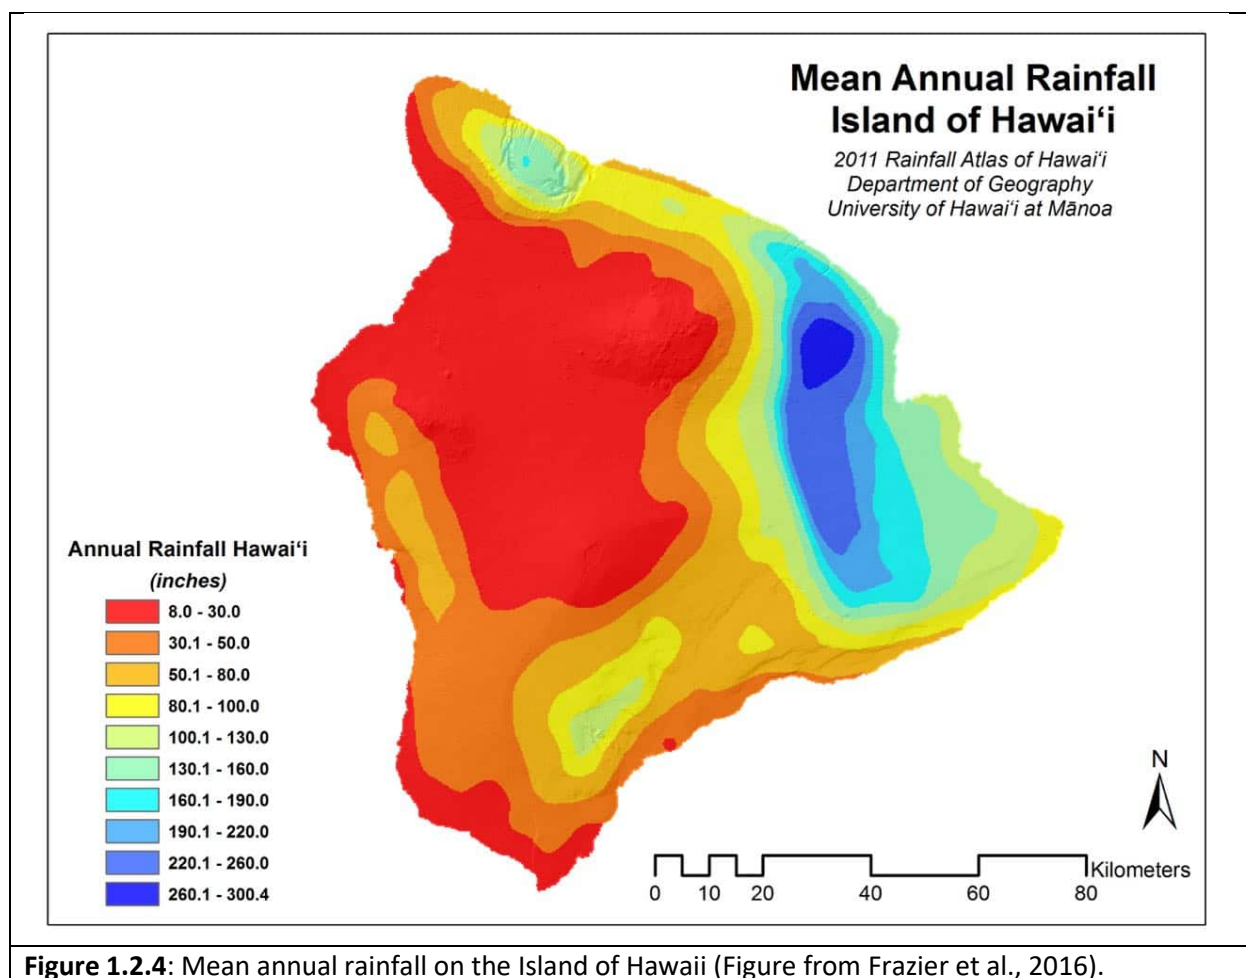 Mean Annual Rainfall
Island of Hawai‘i
2011 Rainfall Atlas of Hawai‘i
Department of Geography
University of Hawai‘i at Mānoa
Annual Rainfall Hawai‘i
(inches)
8.0 - 30.0
30.1 - 50.0
50.1 - 80.0
80.1 - 100.0
100.1 - 130.0
130.1 - 160.0
160.1 - 190.0
190.1 - 220.0
220.1 - 260.0
260.1 - 300.4
N
Kilometers
0 10 20 40 60 80
Figure 1.2.4: Mean annual rainfall on the Island of Hawaii (Figure from Frazier et al., 2016).